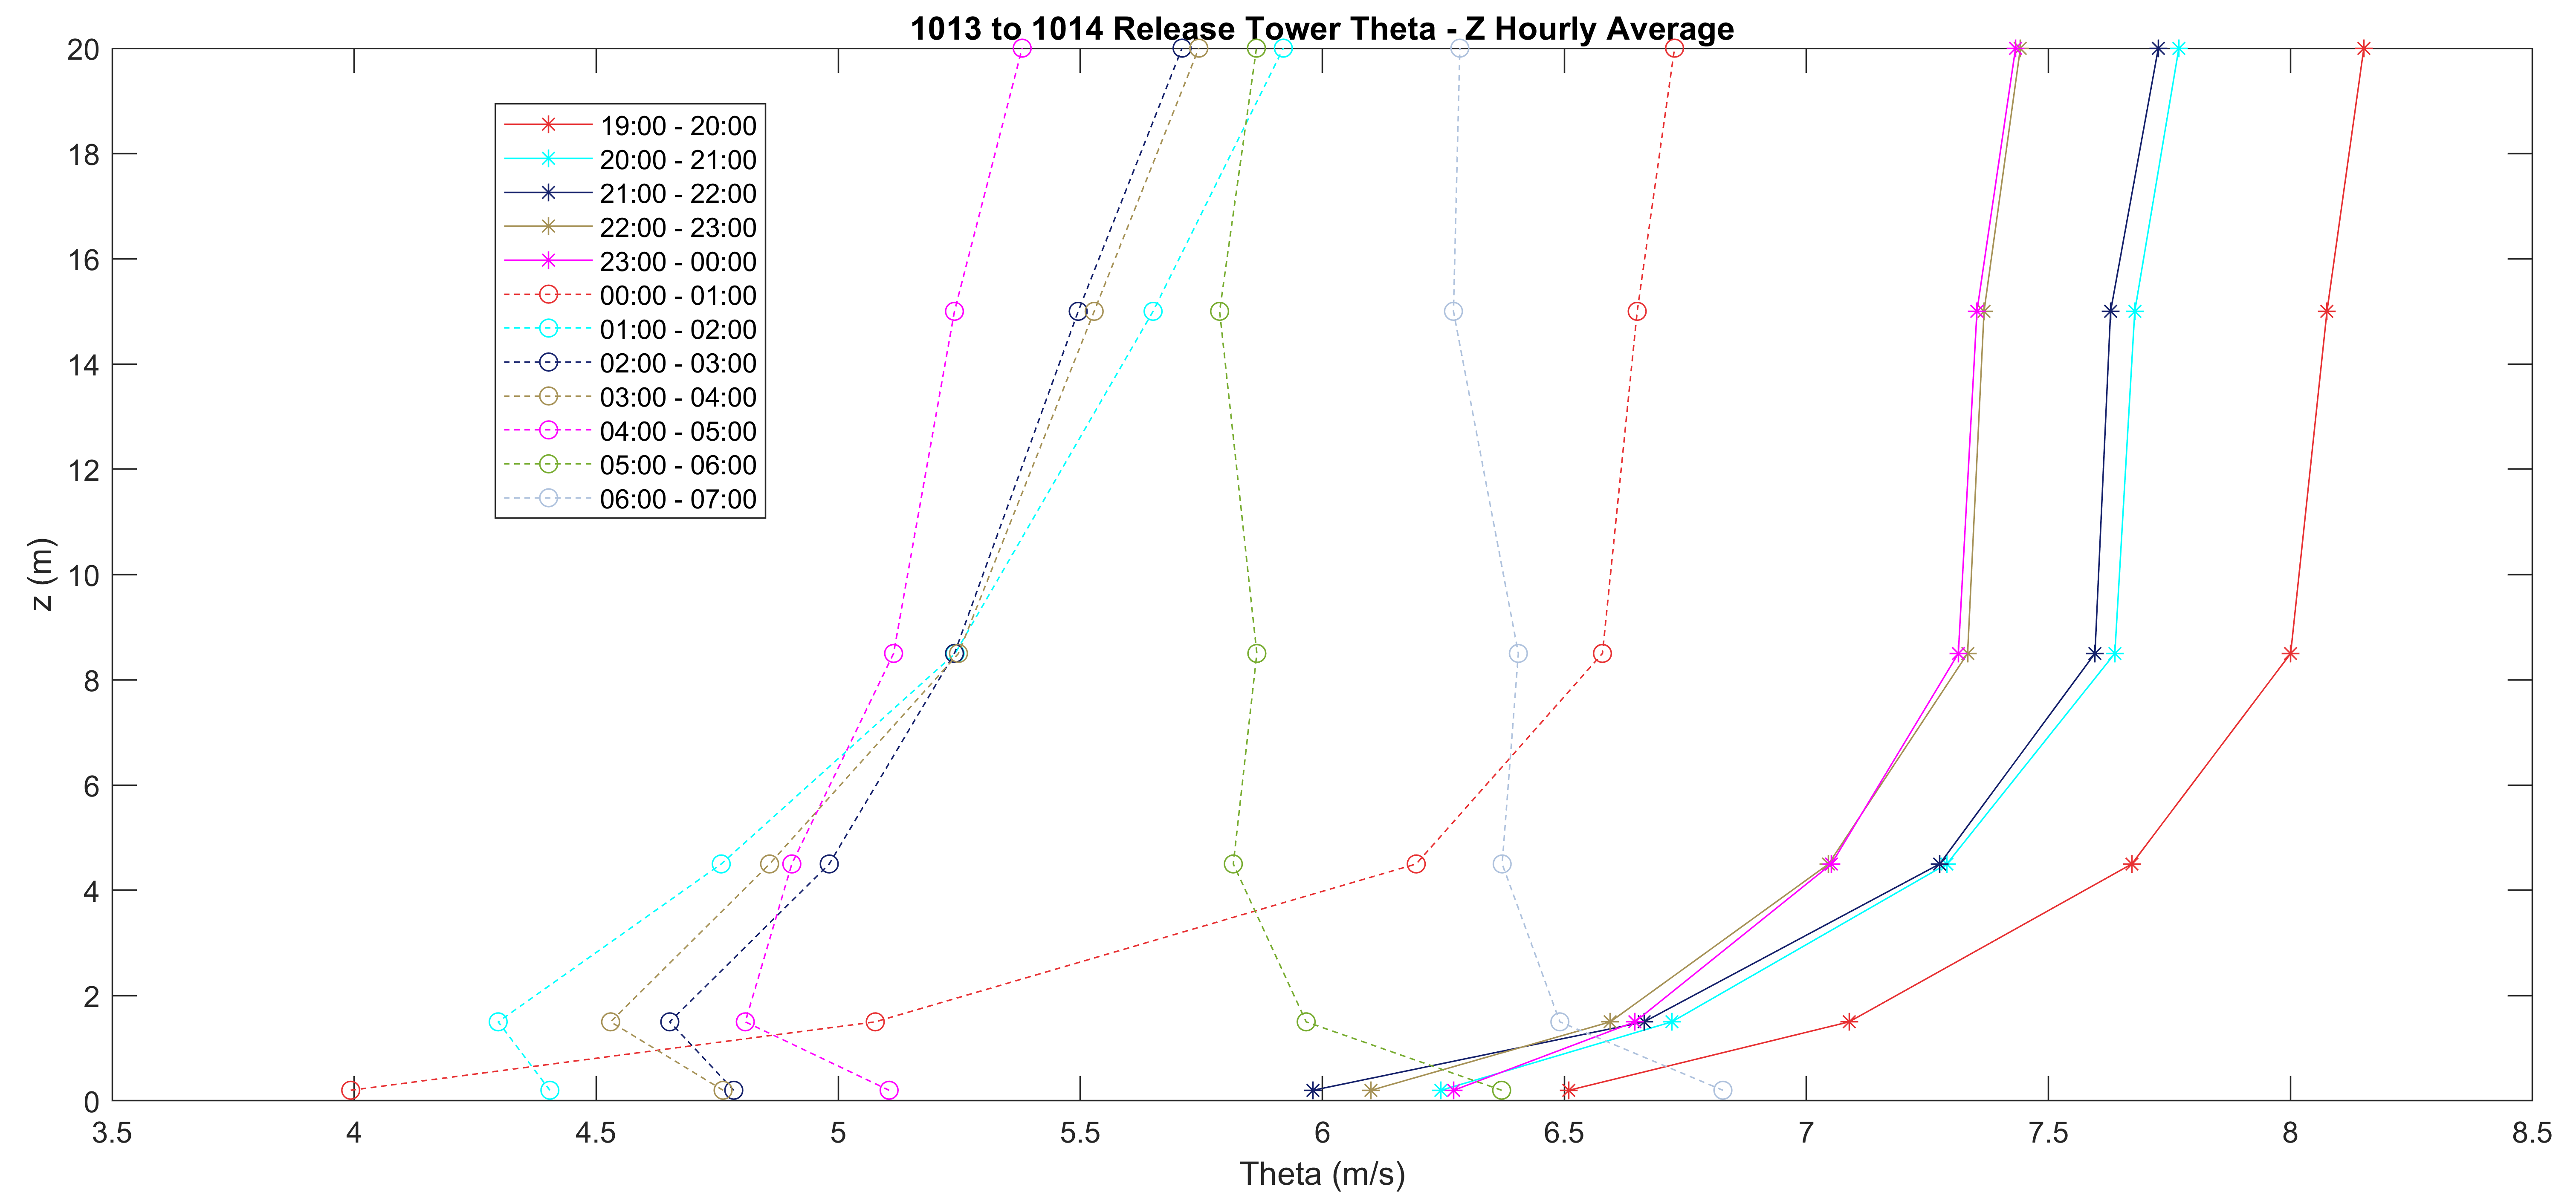 1013 to 1014 Release Tower Theta - Z Hourly Average
20
18
16
14
12
10
8
6
4
2
0
z (m)
19:00 - 20:00
20:00 - 21:00
21:00 - 22:00
22:00 - 23:00
23:00 - 00:00
00:00 - 01:00
01:00 - 02:00
02:00 - 03:00
03:00 - 04:00
04:00 - 05:00
05:00 - 06:00
06:00 - 07:00
3.5 4 4.5 5 5.5 6 6.5 7 7.5 8 8.5
Theta (m/s)